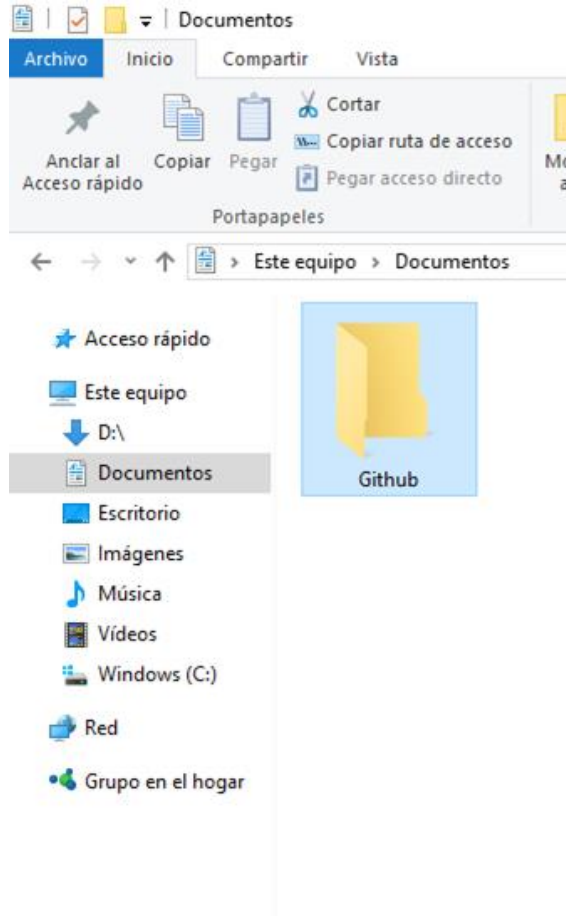 Documentos
Archivo Inicio Compartir Vista
Anclar al
Acceso rápido
Copiar
Pegar
Cortar
Copiar ruta de acceso
Pegar acceso directo
Portapapeles
Este equipo Documentos
Acceso rápido
Este equipo
D:\
Documentos
Escritorio
Imágenes
Música
Vídeos
Windows (C:)
Red
Grupo en el hogar
Github